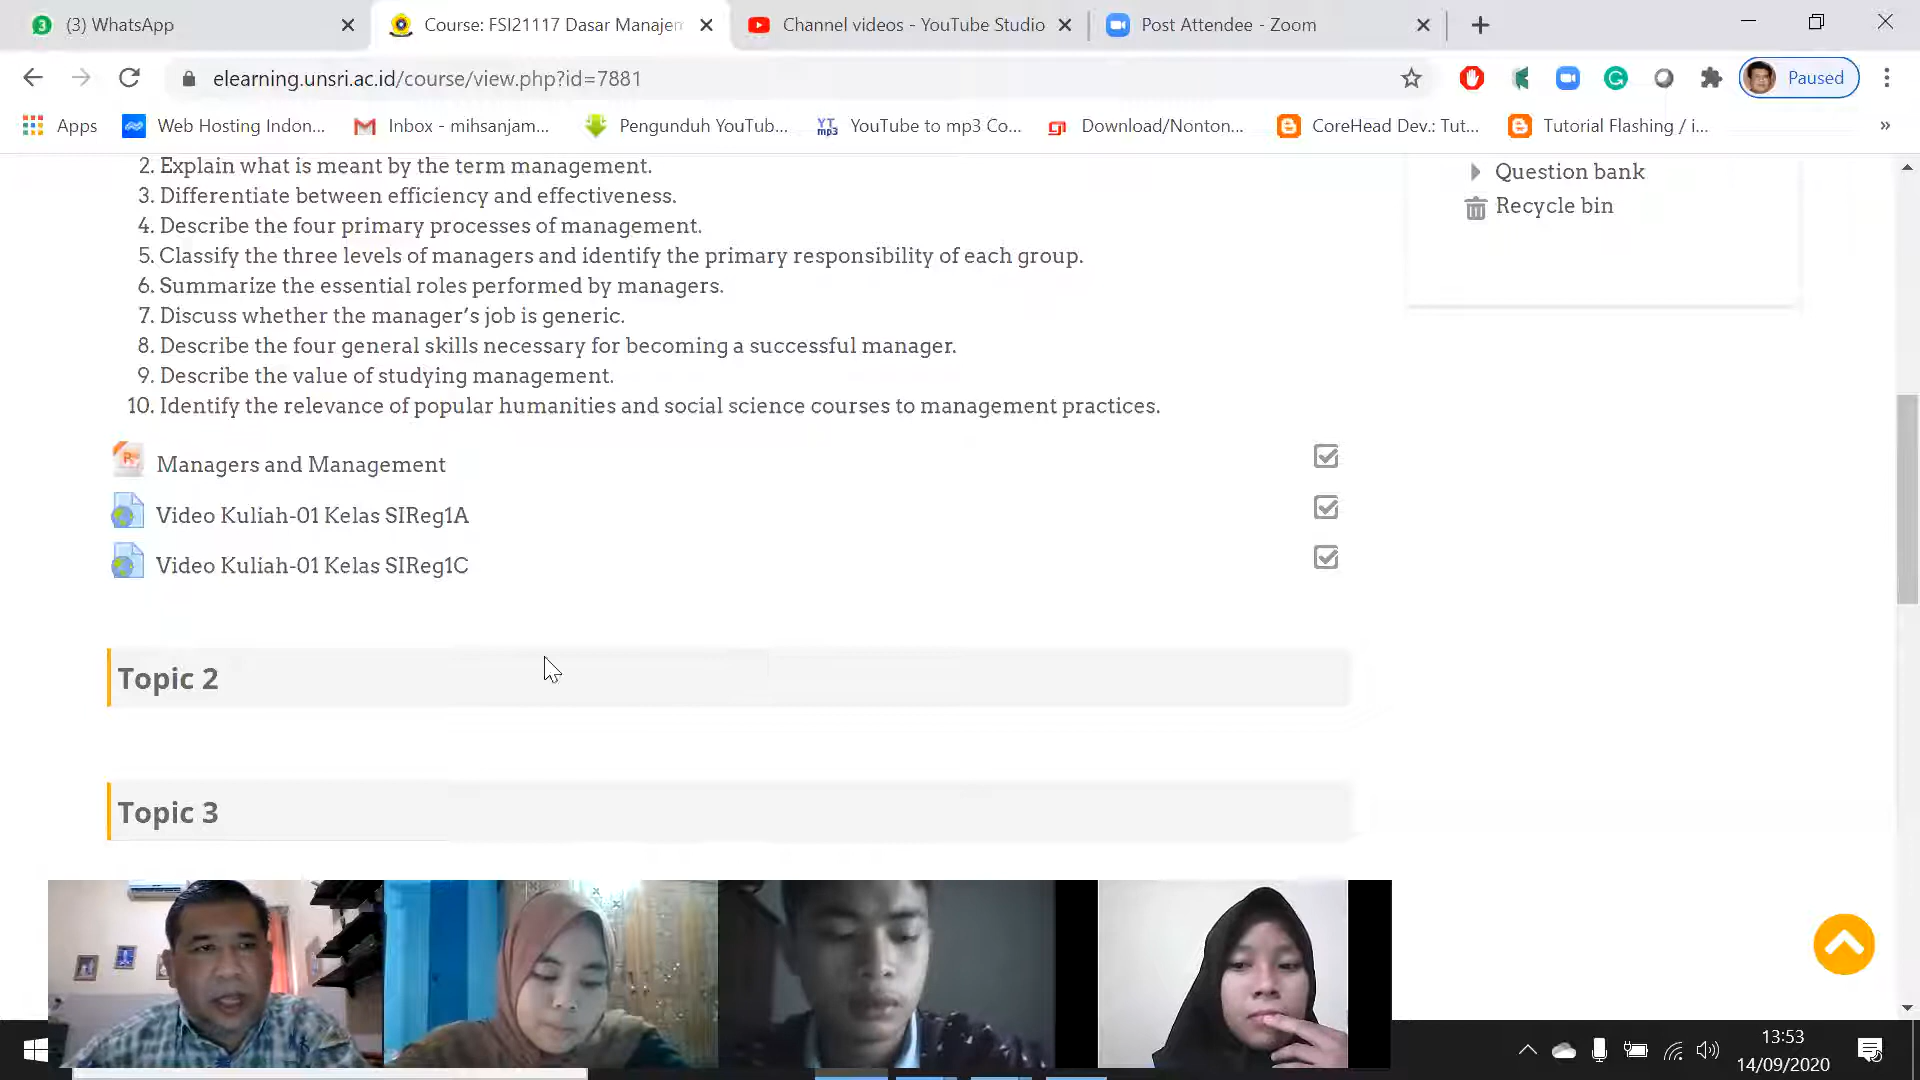 (3) WhatsApp
Course: FSI21117 Dasar Manajem
Channel videos - YouTube Studio
Post Attendee - Zoom
elearning.unsri.ac.id/course/view.php?id=7881
Paused
Apps
Web Hosting Indon...
Inbox - mihsanjam...
Pengunduh YouTub...
YT mp3
YouTube to mp3 Co...
Download/Nonton...
CoreHead Dev.: Tut...
Tutorial Flashing / i...
»
2. Explain what is meant by the term management.
3. Differentiate between efficiency and effectiveness.
4. Describe the four primary processes of management.
5. Classify the three levels of managers and identify the primary responsibility of each group.
6. Summarize the essential roles performed by managers.
7. Discuss whether the manager’s job is generic.
8. Describe the four general skills necessary for becoming a successful manager.
9. Describe the value of studying management.
10. Identify the relevance of popular humanities and social science courses to management practices.
Question bank
Recycle bin
Managers and Management
Video Kuliah-01 Kelas SIReg1A
Video Kuliah-01 Kelas SIReg1C
Topic 2
Topic 3
13:53
14/09/2020